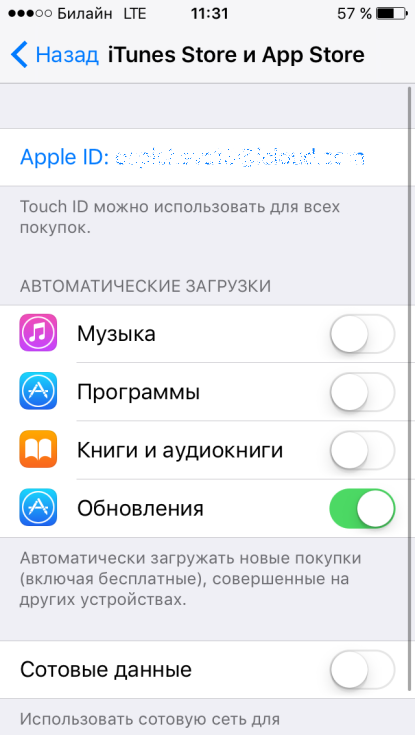 Билайн LTE 11:31 57 %
Назад iTunes Store и App Store
Apple ID:
Touch ID можно использовать для всех
покупок.
АВТОМАТИЧЕСКИЕ ЗАГРУЗКИ
Музыка
Программы
Книги и аудиокниги
Обновления
Автоматически загружать новые покупки
(включая бесплатные), совершенные на
других устройствах.
Сотовые данные
Использовать сотовую сеть для